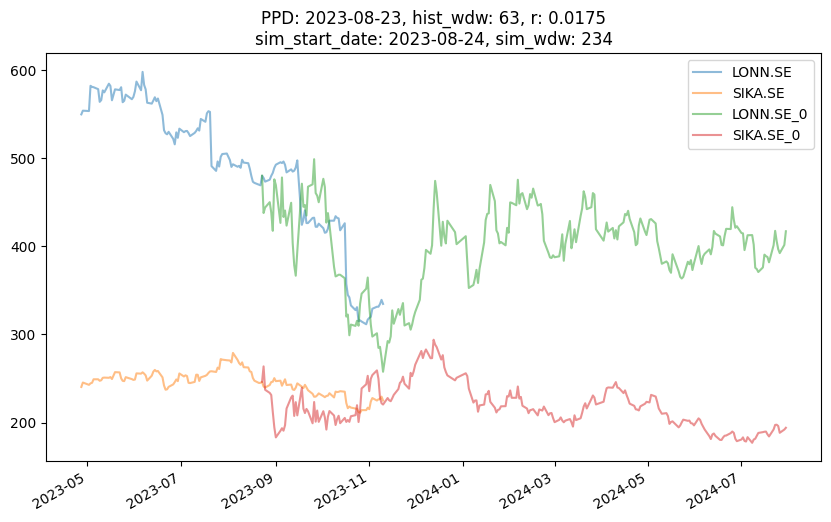 PPD: 2023-08-23, hist_wdw: 63, r: 0.0175
sim_start_date: 2023-08-24, sim_wdw: 234
LONN.SE
SIKA.SE
LONN.SE_0
SIKA.SE_0
600
500
400
300
200
2023-05
2023-07
2023-09
2023-11
2024-01
2024-03
2024-05
2024-07